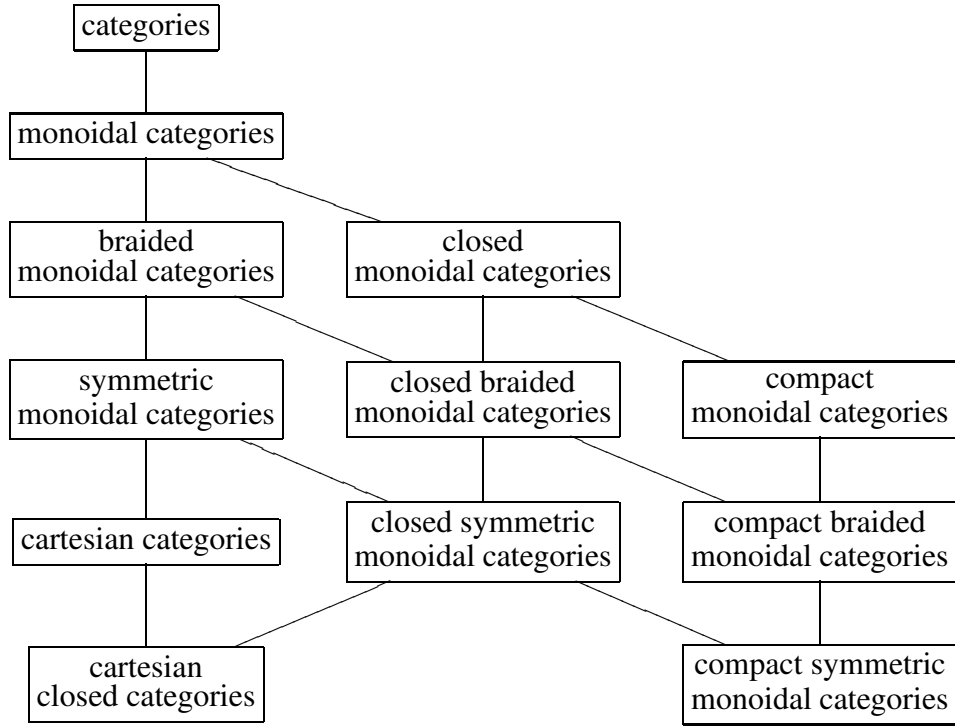 categories
monoidal categories
braided
monoidal categories
closed
monoidal categories
symmetric
monoidal categories
closed braided
monoidal categories
compact
monoidal categories
cartesian categories
closed symmetric
monoidal categories
compact braided
monoidal categories
cartesian
closed categories
compact symmetric
monoidal categories